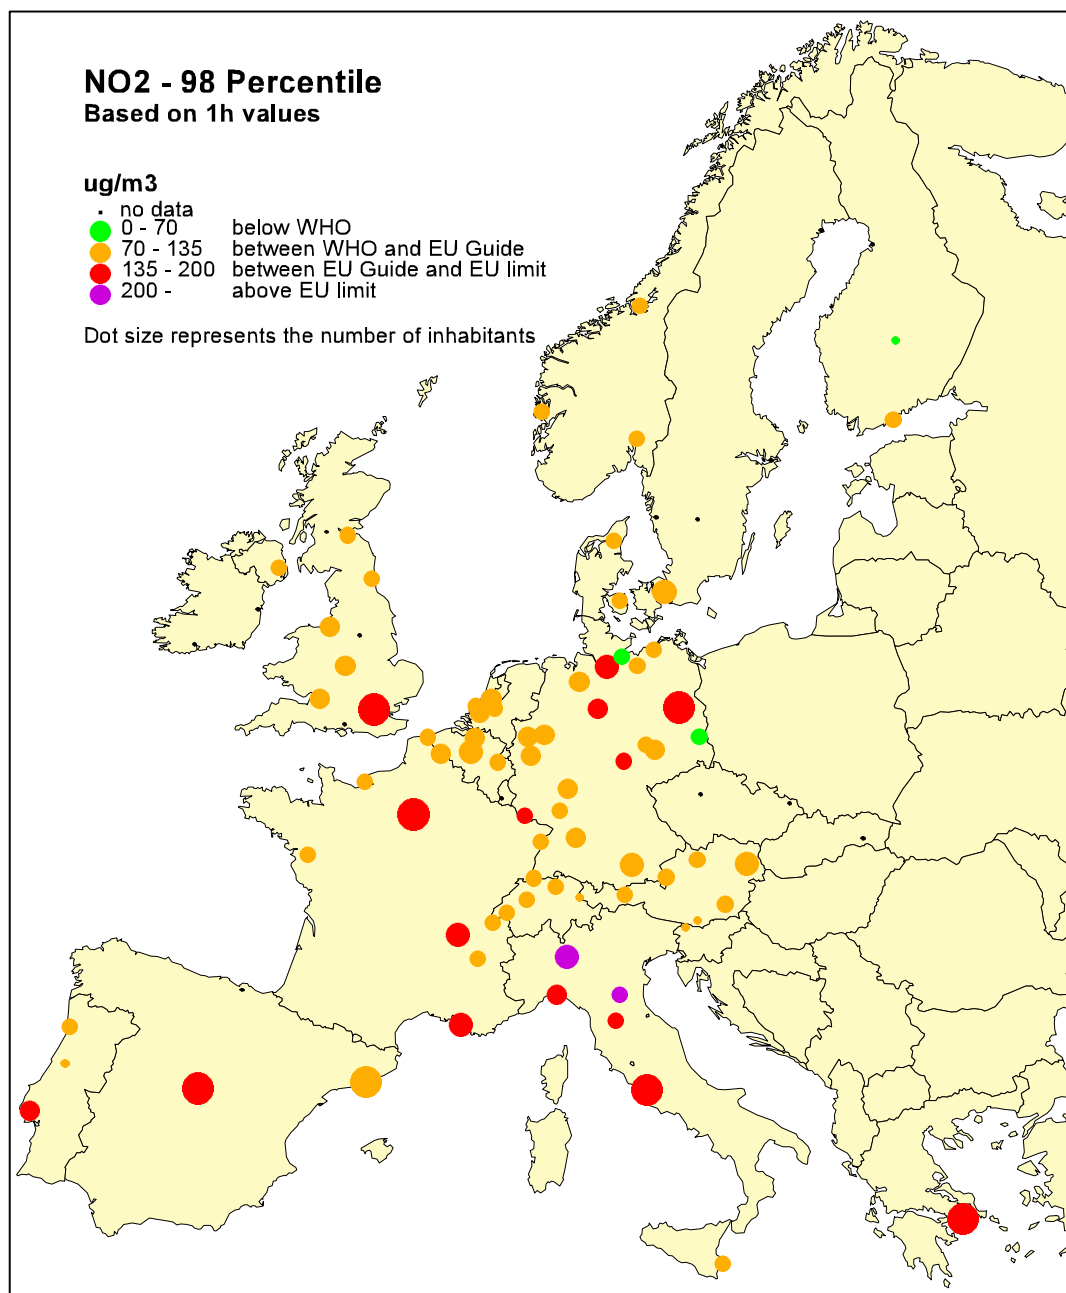 NO2 - 98 Percentile
Based on 1h values
ug/m3
no data
0 - 70 below WHO
70 - 135 between WHO and EU Guide
135 - 200 between EU Guide and EU limit
200 - above EU limit
Dot size represents the number of inhabitants